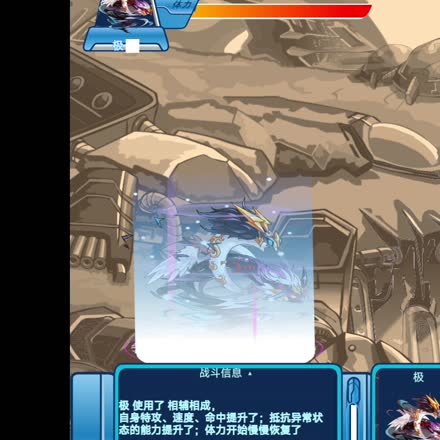 体力
极
战斗信息
极 使用了 相辅相成，
自身特攻、速度、命中提升了；抵抗异常状
态的能力提升了；体力开始慢慢恢复了
极